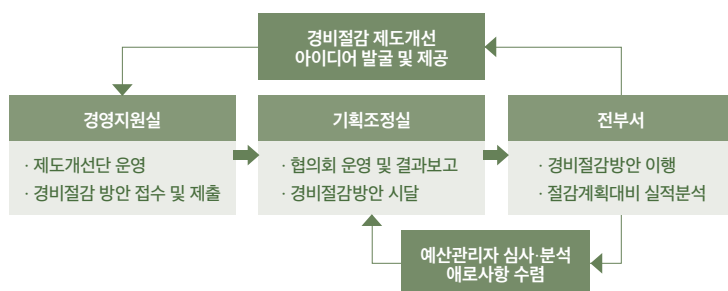 경비절감 제도개선
아이디어 발굴 및 제공
경영지원실
· 제도개선단 운영
· 경비절감 방안 접수 및 제출
기획조정실
· 협의회 운영 및 결과보고
· 경비절감방안 시달
전부서
· 경비절감방안 이행
· 절감계획대비 실적분석
예산관리자 심사·분석
애로사항 수렴